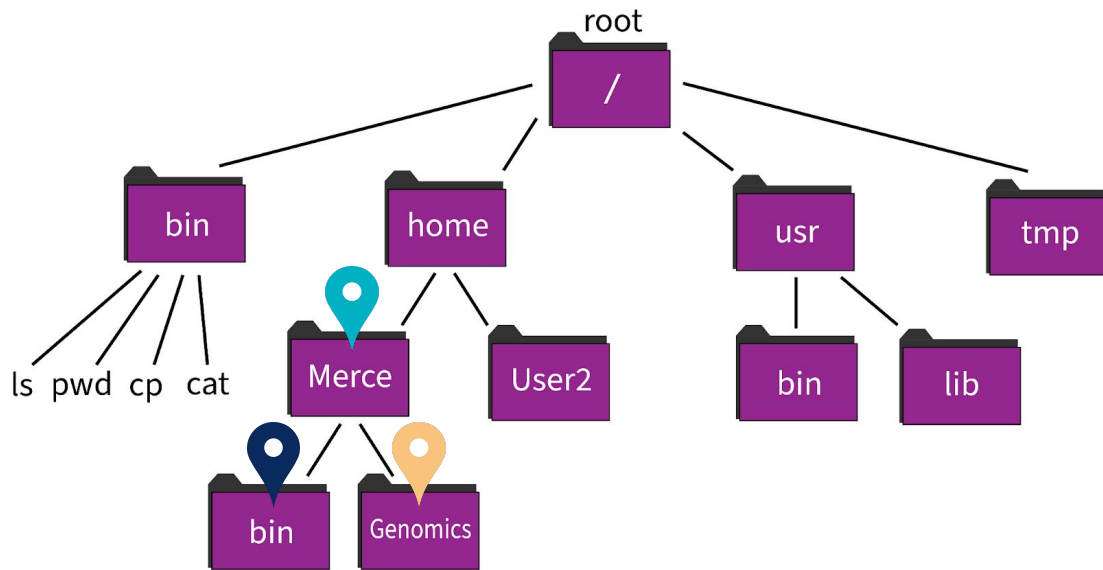 root
/
bin
home
usr
tmp
ls pwd cp cat
Merce
User2
bin
lib
bin
Genomics